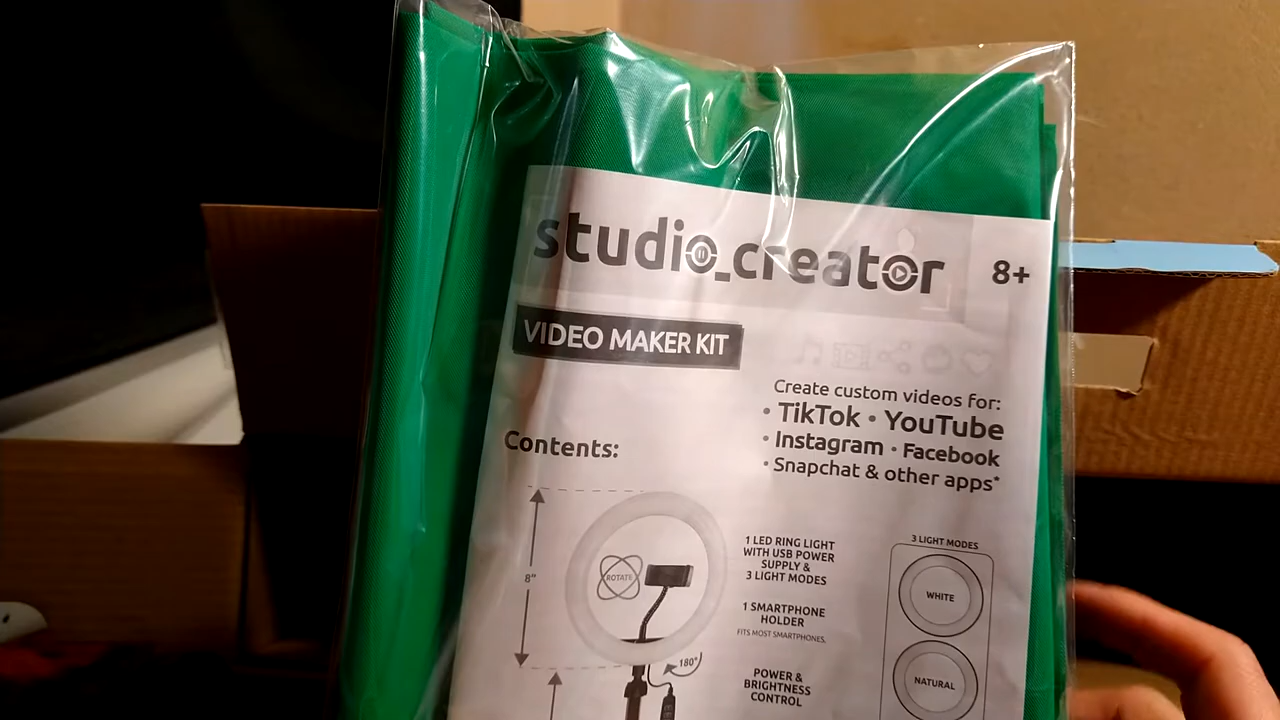 studio_creator
8+
VIDEO MAKER KIT
Create custom videos for:
• TikTok • YouTube
• Instagram • Facebook
• Snapchat & other apps*
Contents:
8"
ROTATE
180°
1 LED RING LIGHT
WITH USB POWER
SUPPLY &
3 LIGHT MODES
1 SMARTPHONE
HOLDER
FITS MOST SMARTPHONES.
POWER &
BRIGHTNESS
CONTROL
3 LIGHT MODES
WHITE
NATURAL